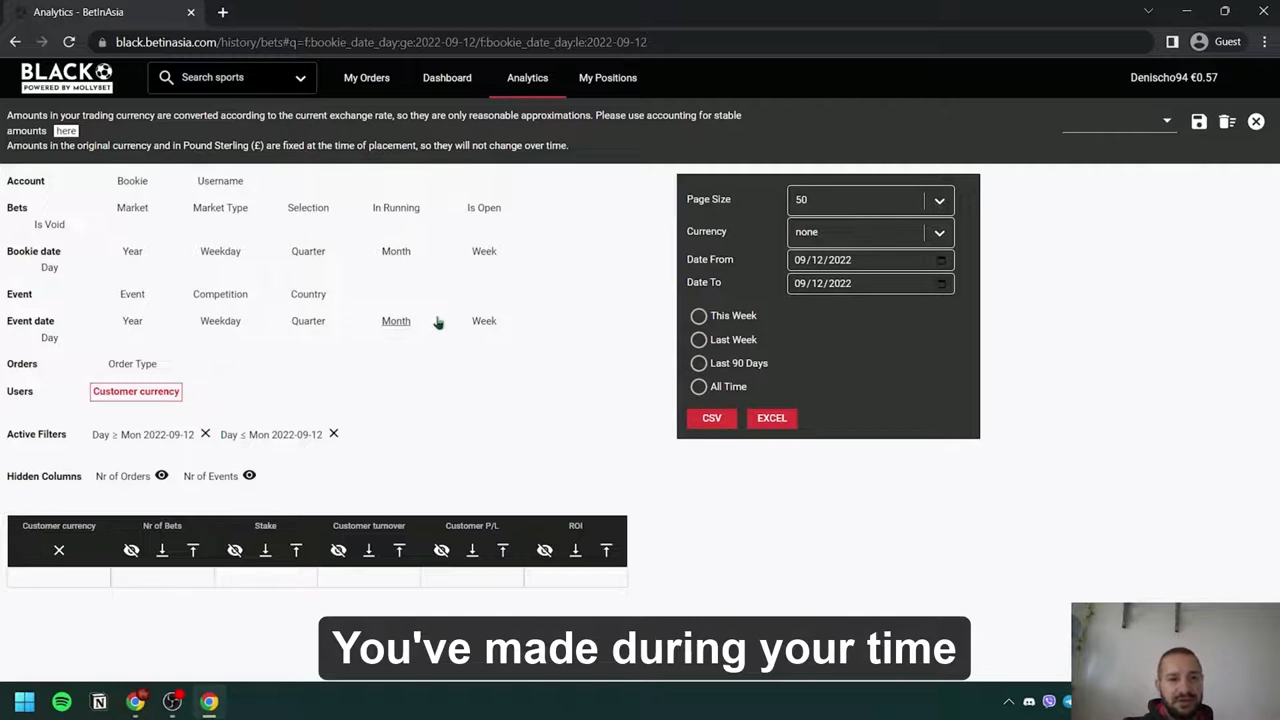 Analytics - BetInAsia
black.betinasia.com/history/bets#q=f:bookie_date_day:ge:2022-09-12/f:bookie_date_day:le:2022-09-12
Guest
BLACK
POWERED BY MOLLYBET
Search sports
My Orders
Dashboard
Analytics
My Positions
Denischo94 €0.57
Amounts in your trading currency are converted according to the current exchange rate, so they are only reasonable approximations. Please use accounting for stable
amounts here
Amounts in the original currency and in Pound Sterling (£) are fixed at the time of placement, so they will not change over time.
Account Bookie Username
Bets Market Market Type Selection In Running Is Open
Is Void
Bookie date Year Weekday Quarter Month Week
Day
Event Event Competition Country
Event date Year Weekday Quarter Month Week
Day
Orders Order Type
Users Customer currency
Active Filters Day ≥ Mon 2022-09-12 Day ≤ Mon 2022-09-12
Hidden Columns Nr of Orders Nr of Events
Page Size 50
Currency none
Date From 09/12/2022
Date To 09/12/2022
This Week
Last Week
Last 90 Days
All Time
CSV EXCEL
Customer currency Nr of Bets Stake Customer turnover Customer P/L ROI
You've made during your time